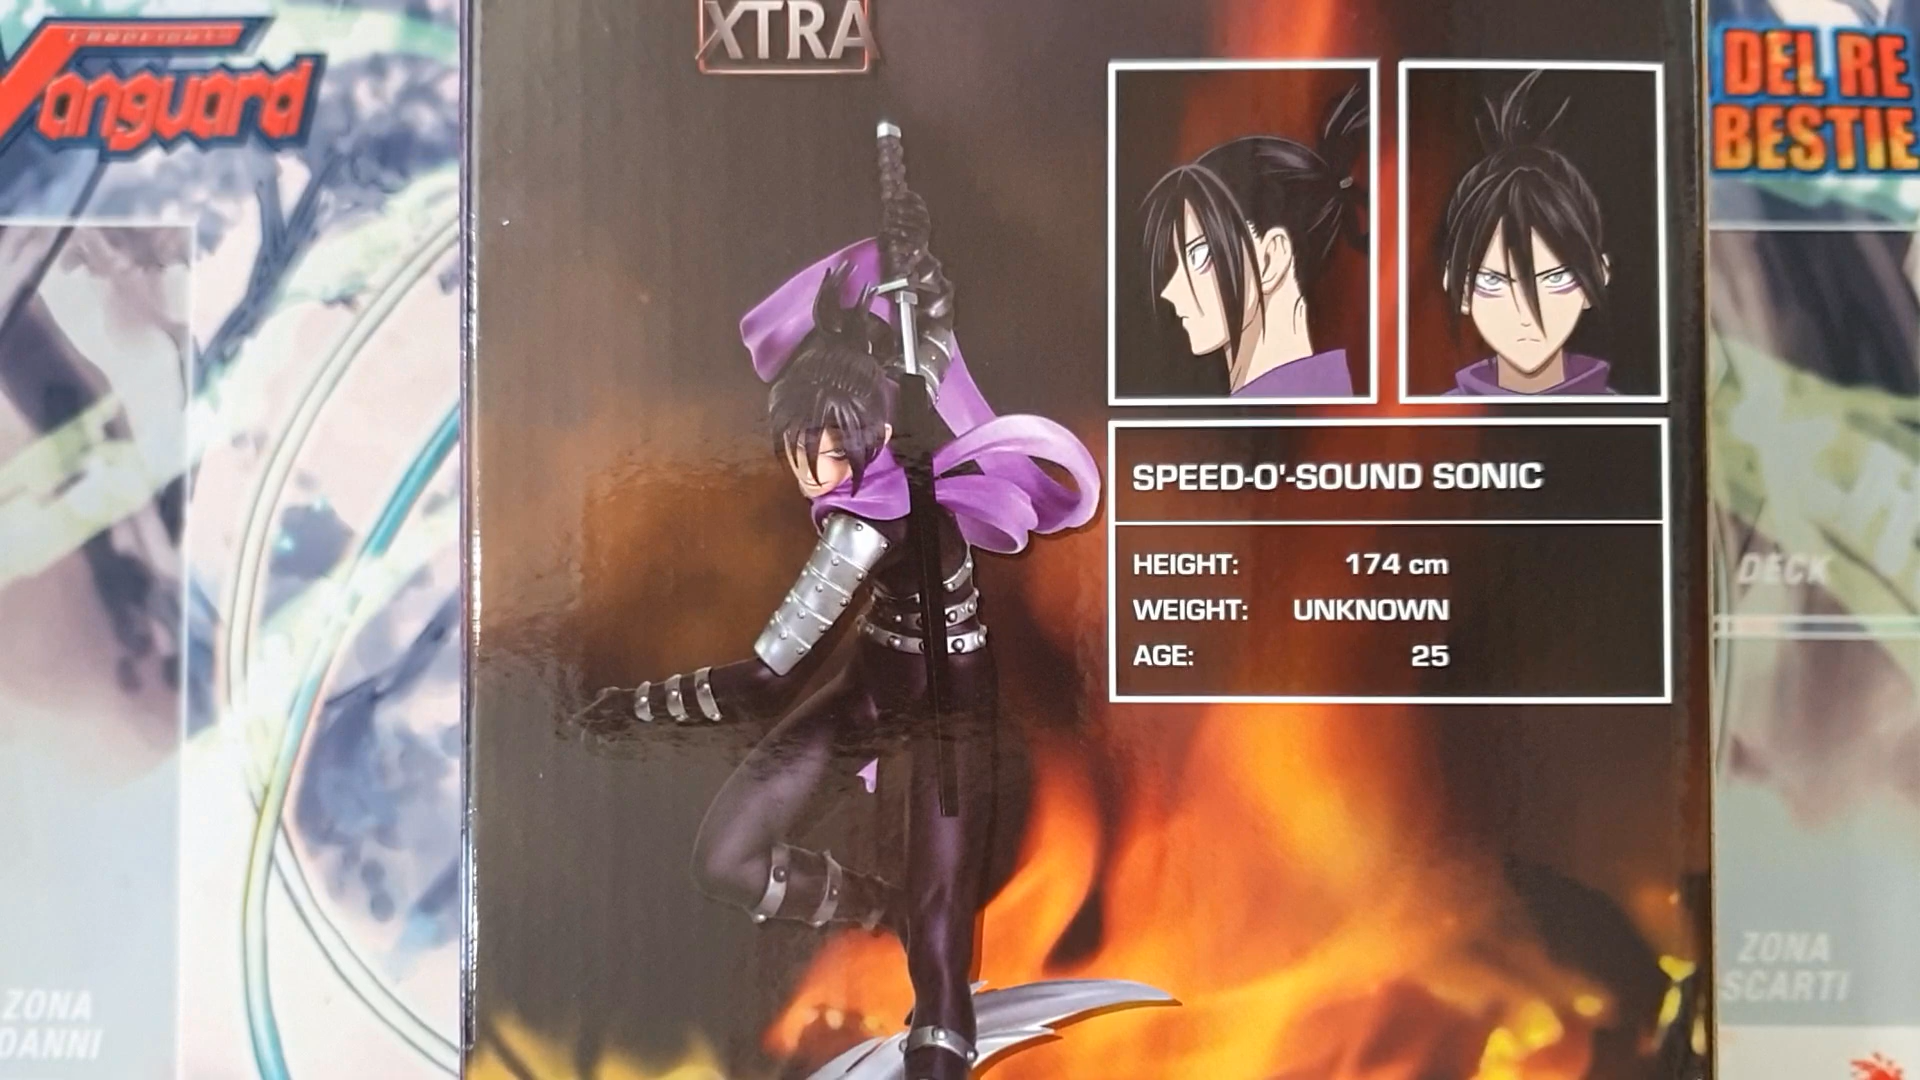 CARDFIGHT!!
Vanguard
XTRA
DEL RE
BESTIE
SPEED-O'-SOUND SONIC
HEIGHT: 174 cm
WEIGHT: UNKNOWN
AGE: 25
DECK
ZONA
SCARTI
ZONA
DANNI